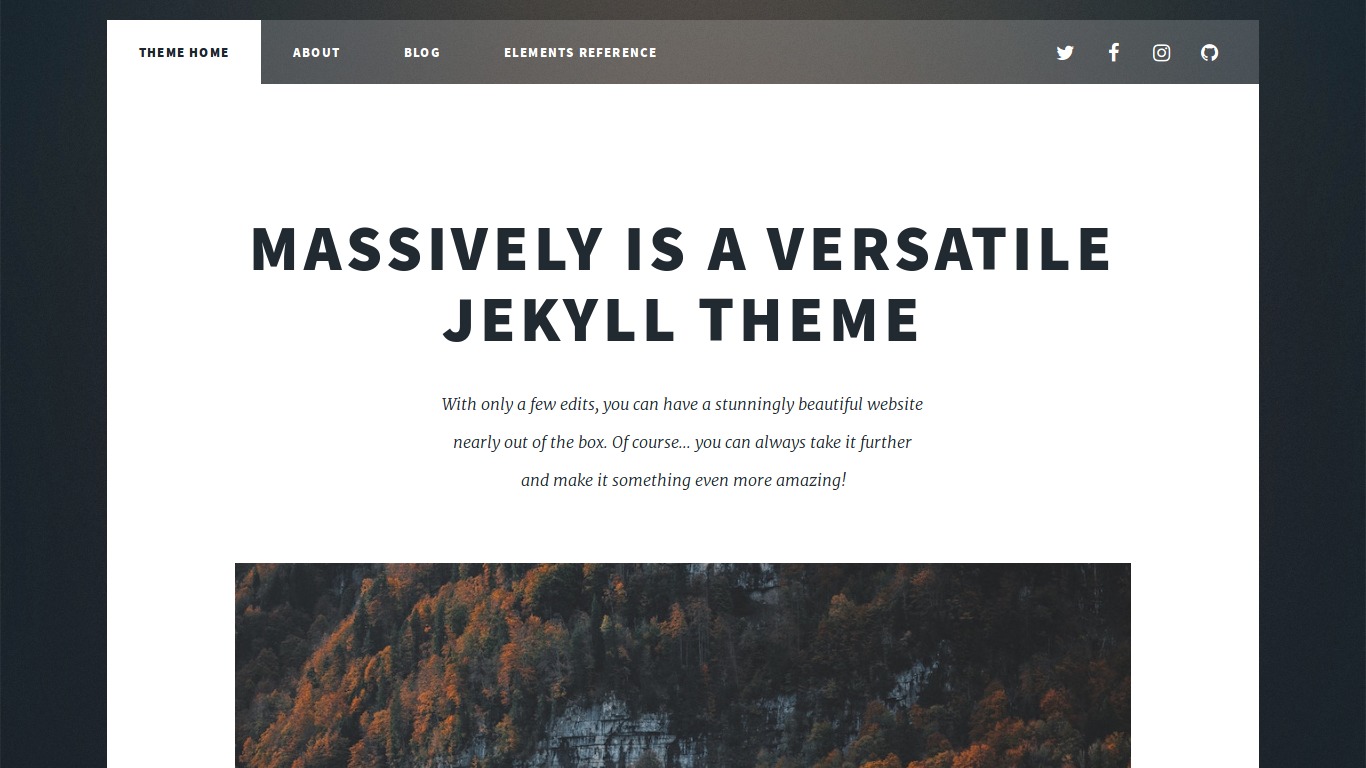 THEME HOME ABOUT BLOG ELEMENTS REFERENCE
MASSIVELY IS A VERSATILE
JEKYLL THEME
With only a few edits, you can have a stunningly beautiful website
nearly out of the box. Of course... you can always take it further
and make it something even more amazing!